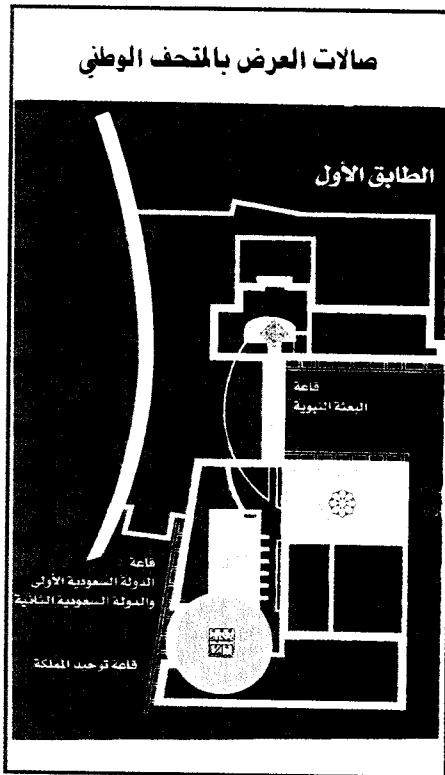 صالات العرض بالمتحف الوطني
الطابق الأول
قاعة
البعثة النبوية
قاعة
الدولة السعودية الأولى
والدولة السعودية الثانية
قاعة توحيد المملكة